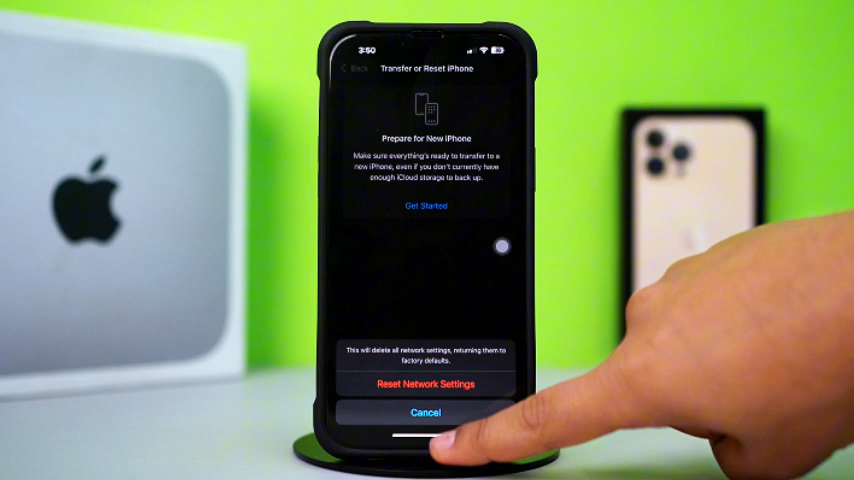 3:50
Back
Transfer or Reset iPhone
Prepare for New iPhone
Make sure everything's ready to transfer to a
new iPhone, even if you don't currently have
enough iCloud storage to back up.
Get Started
This will delete all network settings, returning them to
factory defaults.
Reset Network Settings
Cancel